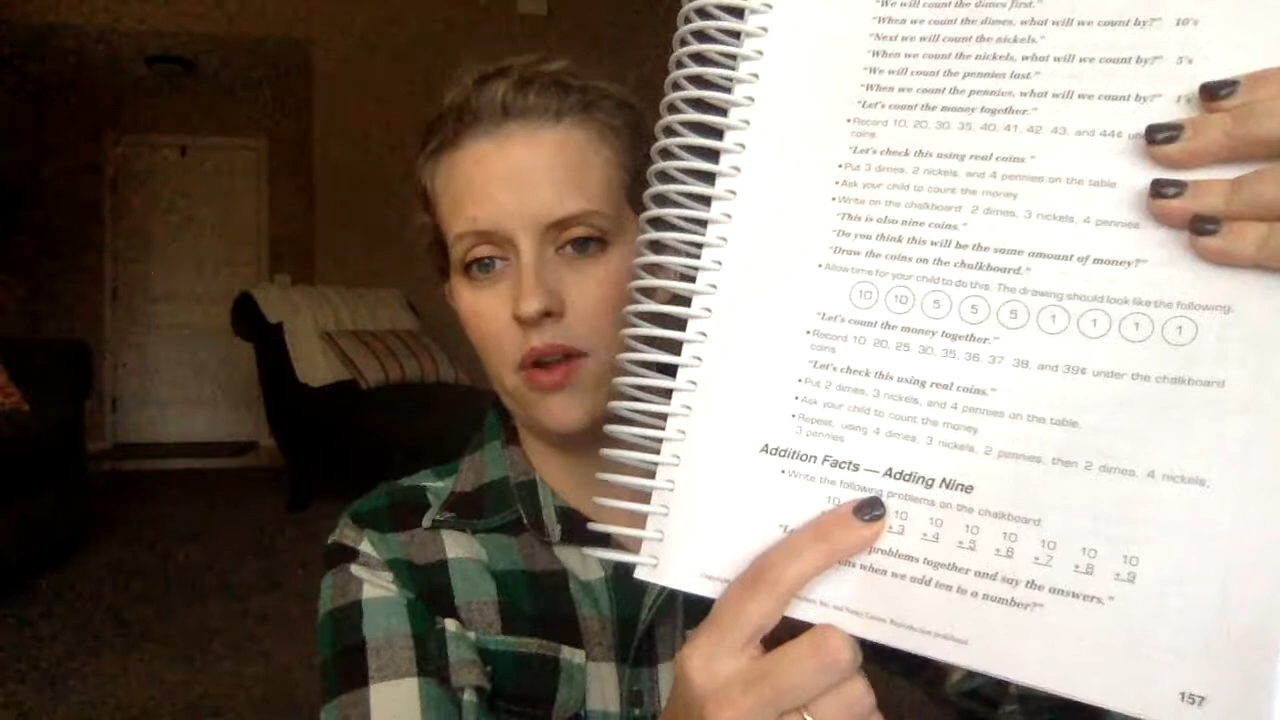 "We will count the dimes first."
"When we count the dimes, what will we count by?" 10's
"Next we will count the nickels."
"When we count the nickels, what will we count by?" 5's
"We will count the pennies last."
"When we count the pennies, what will we count by?"
"Let's count the money together."
• Record 10, 20, 30, 35, 40, 41, 42, 43, and 44¢
coins.
"Let's check this using real coins."
• Put 3 dimes, 2 nickels, and 4 pennies on the table.
• Ask your child to count the money.
• Write on the chalkboard: 2 dimes, 3 nickels, 4 pennies
"This is also nine coins."
"Do you think this will be the same amount of money?"
"Draw the coins on the chalkboard."
• Allow time for your child to do this. The drawing should look like the following:
10 10 5 5 5 1 1 1 1
"Let's count the money together."
• Record 10, 20, 25, 30, 35, 36, 37, 38, and 39¢ under the chalkboard
coins.
"Let's check this using real coins."
• Put 2 dimes, 3 nickels, and 4 pennies on the table.
• Ask your child to count the money.
• Repeat, using 4 dimes, 3 nickels, 2 pennies, then 2 dimes, 4 nickels,
3 pennies.
Addition Facts — Adding Nine
• Write the following problems on the chalkboard:
10 10 10 10 10 10 10 10
+3 +4 +5 +6 +7 +8 +9
problems together and say the answers."
when we add ten to a number?"
Reproduction prohibited.
157